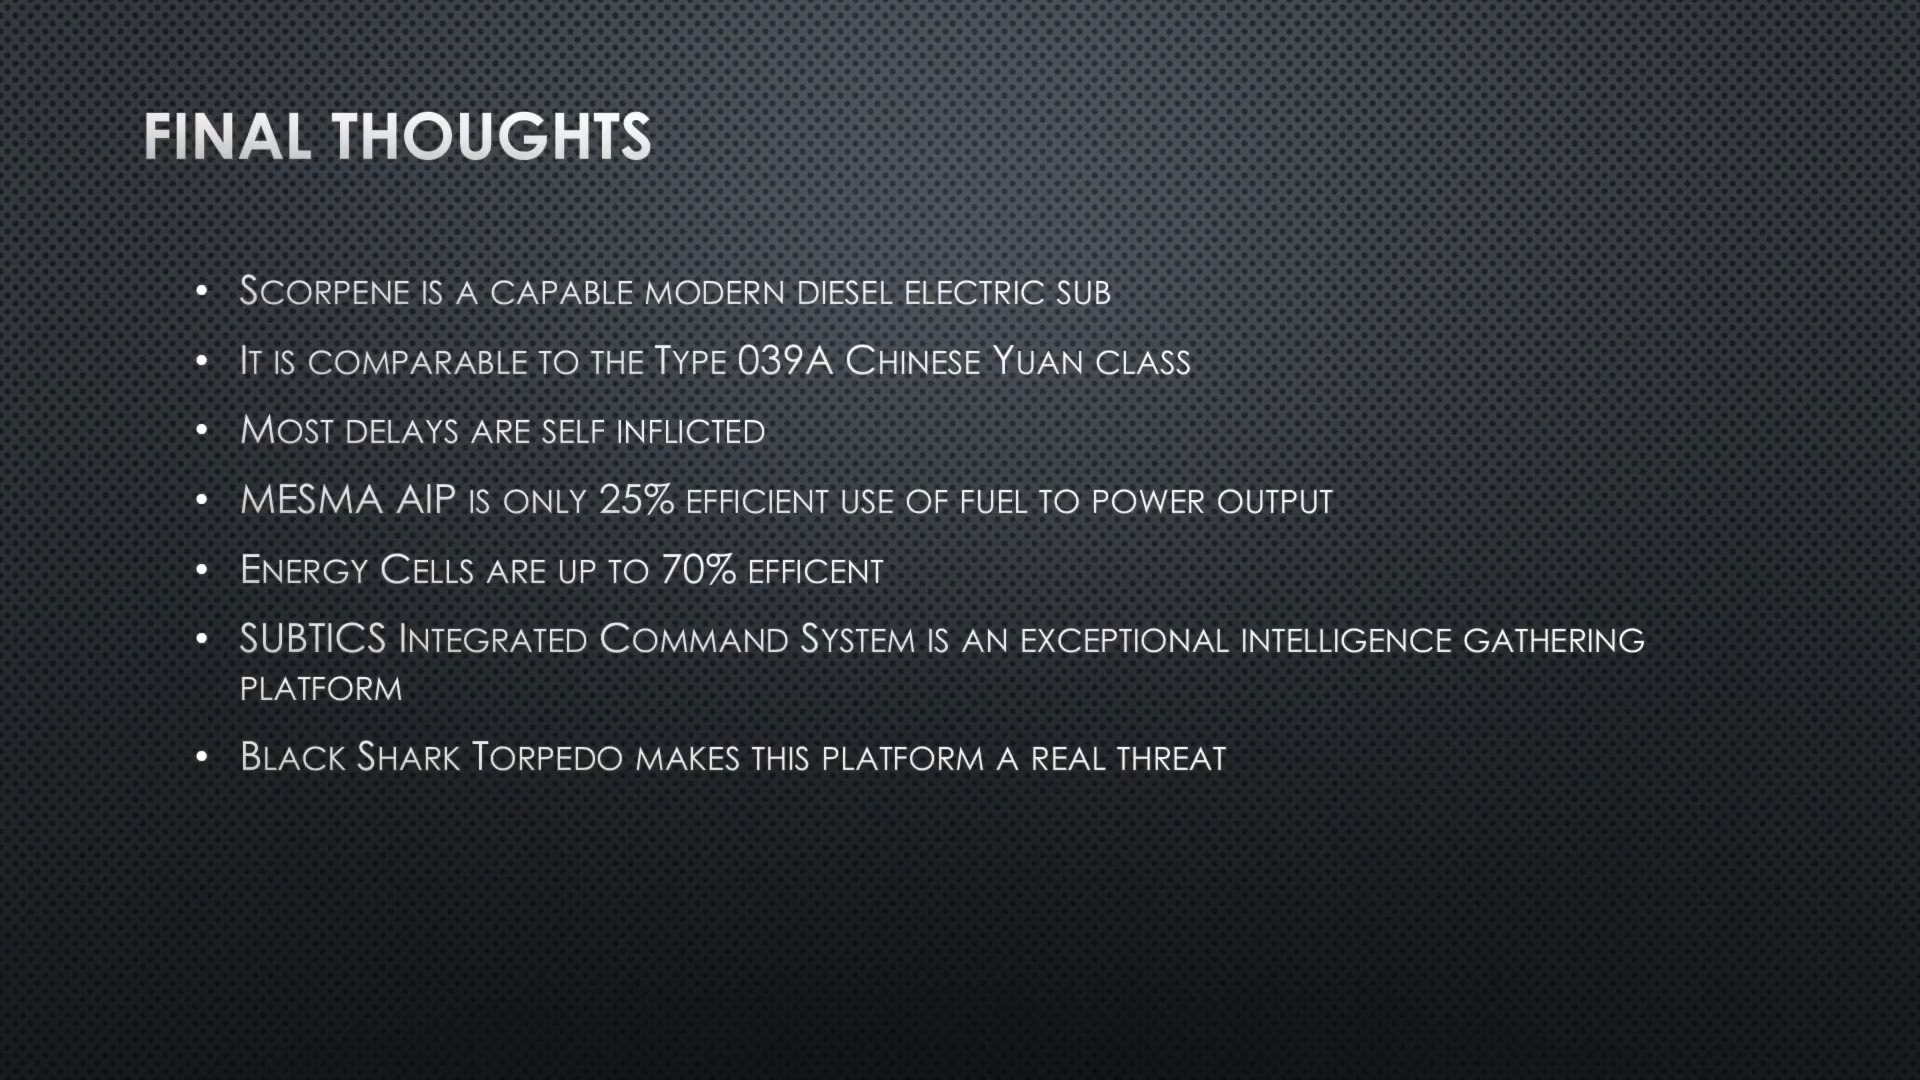 FINAL THOUGHTS
• Scorpene is a capable modern diesel electric sub
• It is comparable to the Type 039A Chinese Yuan class
• Most delays are self inflicted
• MESMA AIP is only 25% efficient use of fuel to power output
• Energy Cells are up to 70% efficent
• SUBTICS Integrated Command System is an exceptional intelligence gathering
platform
• Black Shark Torpedo makes this platform a real threat